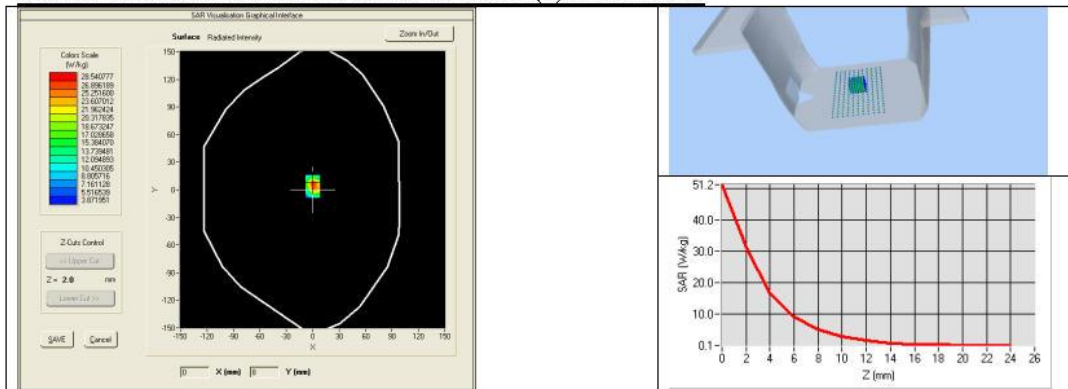 SAR Visualisation Graphical Interface
Surface Radiated Intensity
Zoom In/Out
Colors Scale
(W/kg)
28.540777
26.896189
25.251600
23.607012
21.962424
20.317835
18.673247
17.028658
15.384070
13.739481
12.094893
10.450305
8.805716
7.161128
5.516539
3.871951
Z-Cuts Control
<< Upper Cut
Z = 2.0 mm
Lower Cut >>
SAVE Cancel
150
120
90
60
30
0
-30
-60
-90
-120
-150
Y
-150 -120 -90 -60 -30 0 30 60 90 120 150
X
0 X (mm) 8 Y (mm)
51.2
40.0
30.0
20.0
10.0
0.1
SAR (W/kg)
0 2 4 6 8 10 12 14 16 18 20 22 24 26
Z (mm)